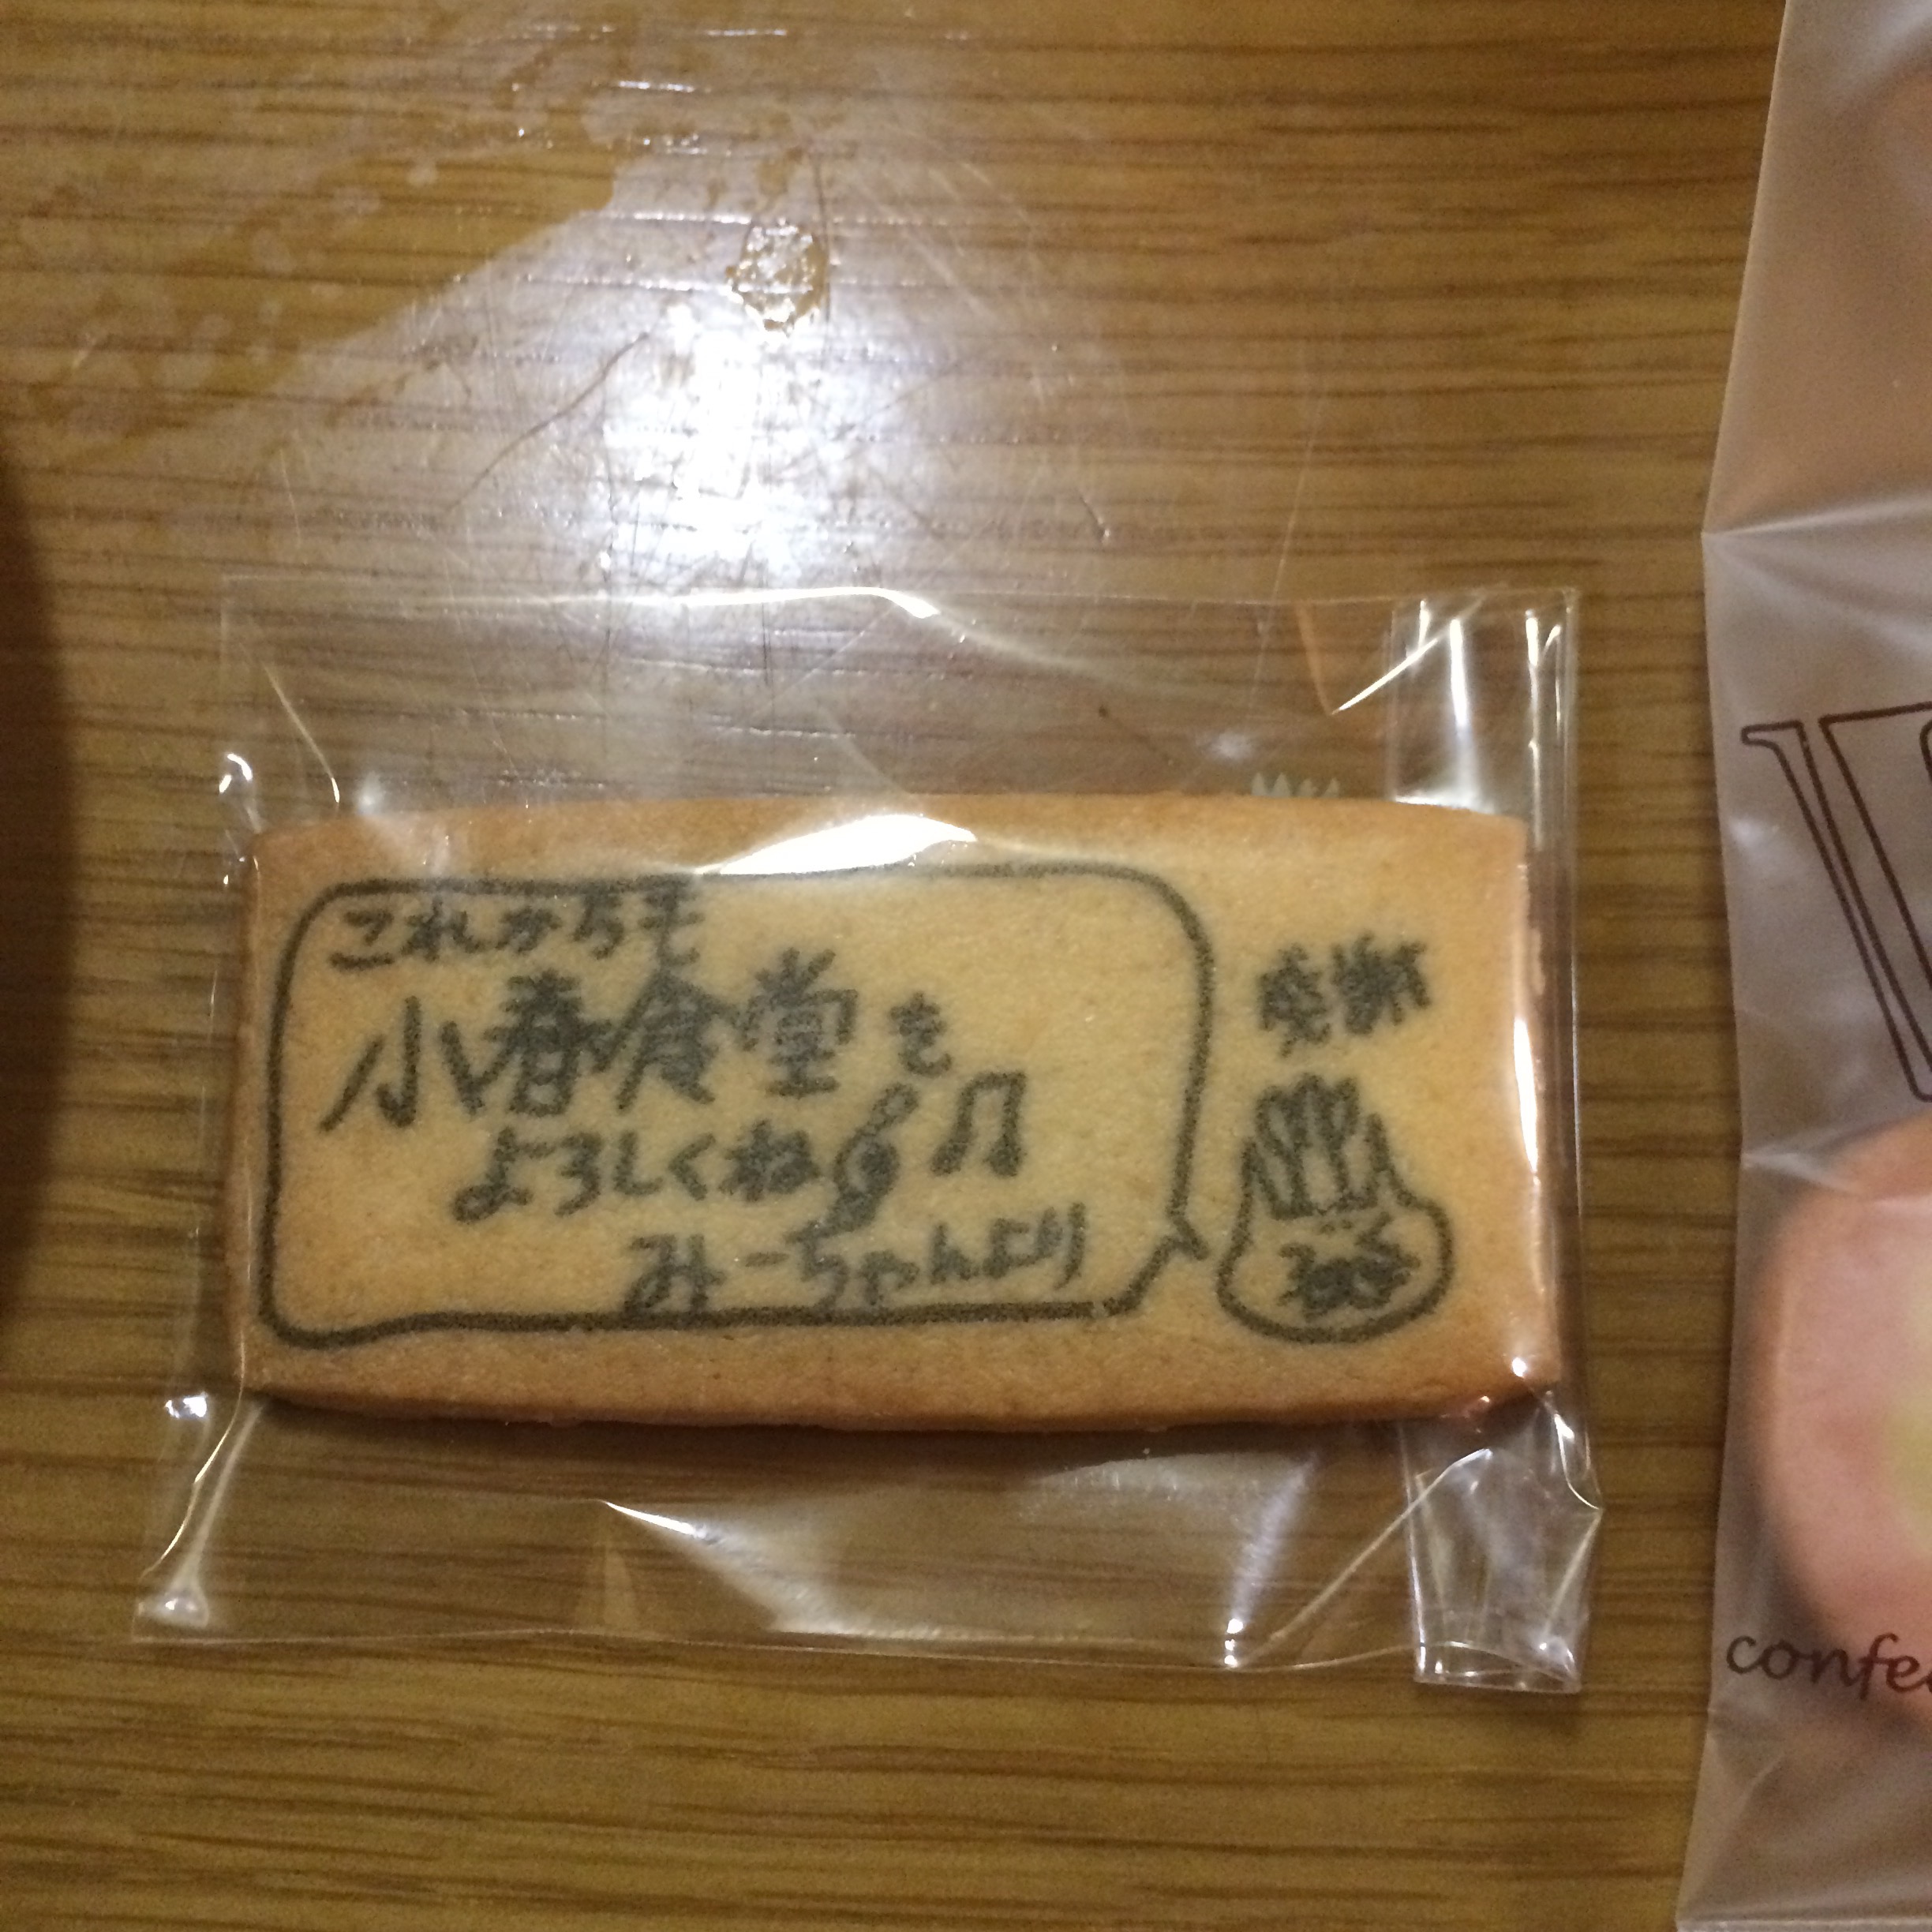 これからも
小春食堂を
よろしくね
みーちゃんより
感謝
confe